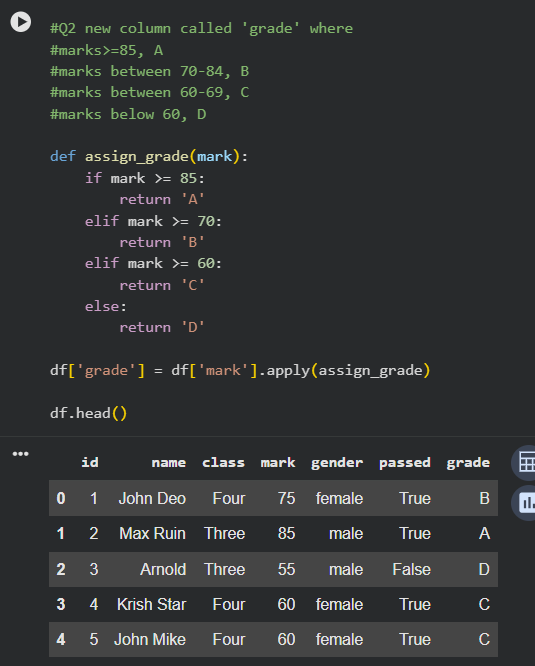 #Q2 new column called 'grade' where
#marks>=85, A
#marks between 70-84, B
#marks between 60-69, C
#marks below 60, D
def assign_grade(mark):
    if mark >= 85:
        return 'A'
    elif mark >= 70:
        return 'B'
    elif mark >= 60:
        return 'C'
    else:
        return 'D'
df['grade'] = df['mark'].apply(assign_grade)
df.head()
id name class mark gender passed grade
0 1 John Deo Four 75 female True B
1 2 Max Ruin Three 85 male True A
2 3 Arnold Three 55 male False D
3 4 Krish Star Four 60 female True C
4 5 John Mike Four 60 female True C